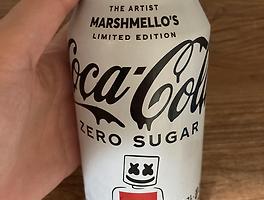 THE ARTIST
MARSHMELLO'S
LIMITED EDITION
Coca-Cola
ZERO SUGAR